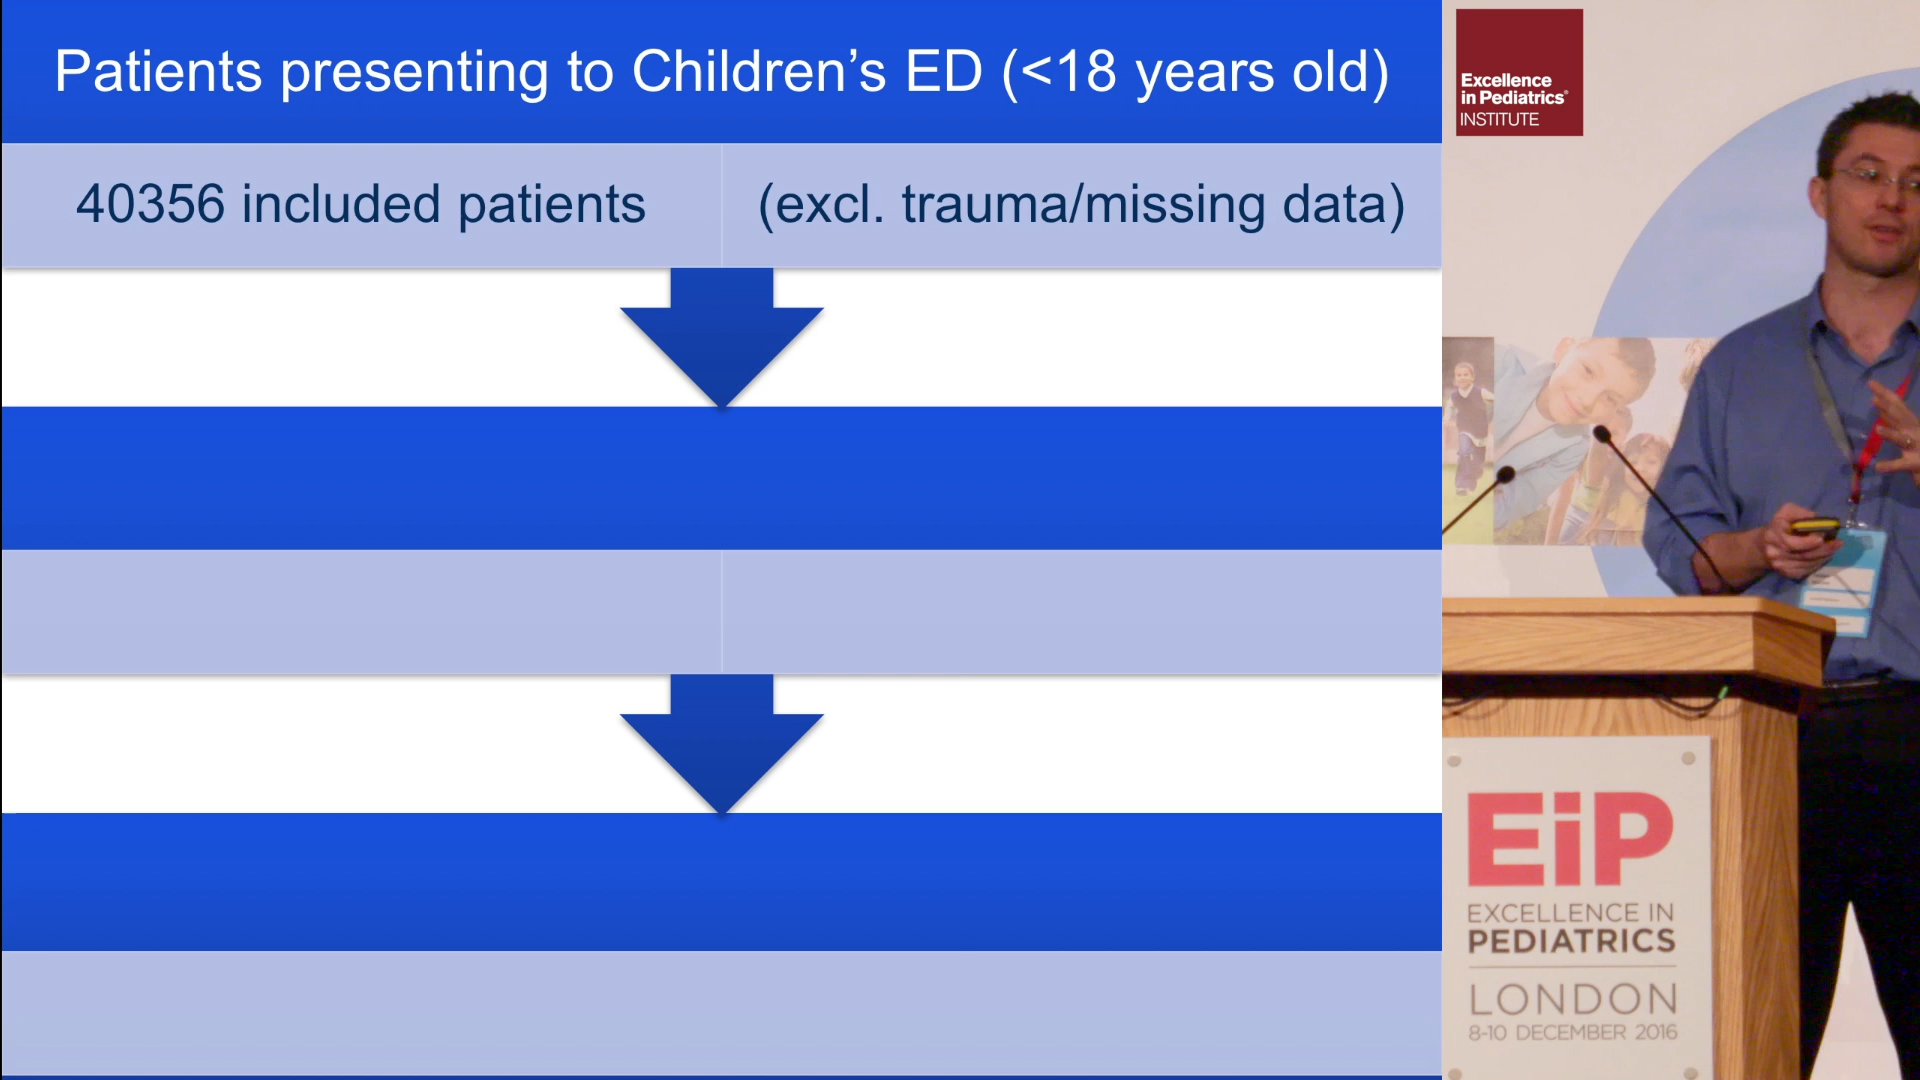 Patients presenting to Children’s ED (<18 years old)
40356 included patients
(excl. trauma/missing data)
Excellence
in Pediatrics®
INSTITUTE
EiP
EXCELLENCE IN
PEDIATRICS
LONDON
8-10 DECEMBER 2016